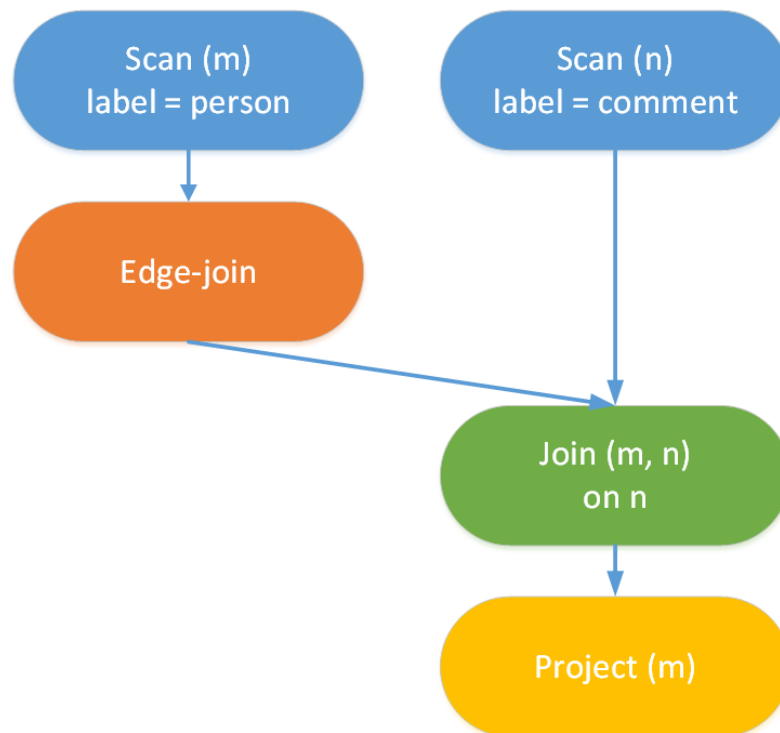 Scan (m)
label = person
Scan (n)
label = comment
Edge-join
Join (m, n)
on n
Project (m)